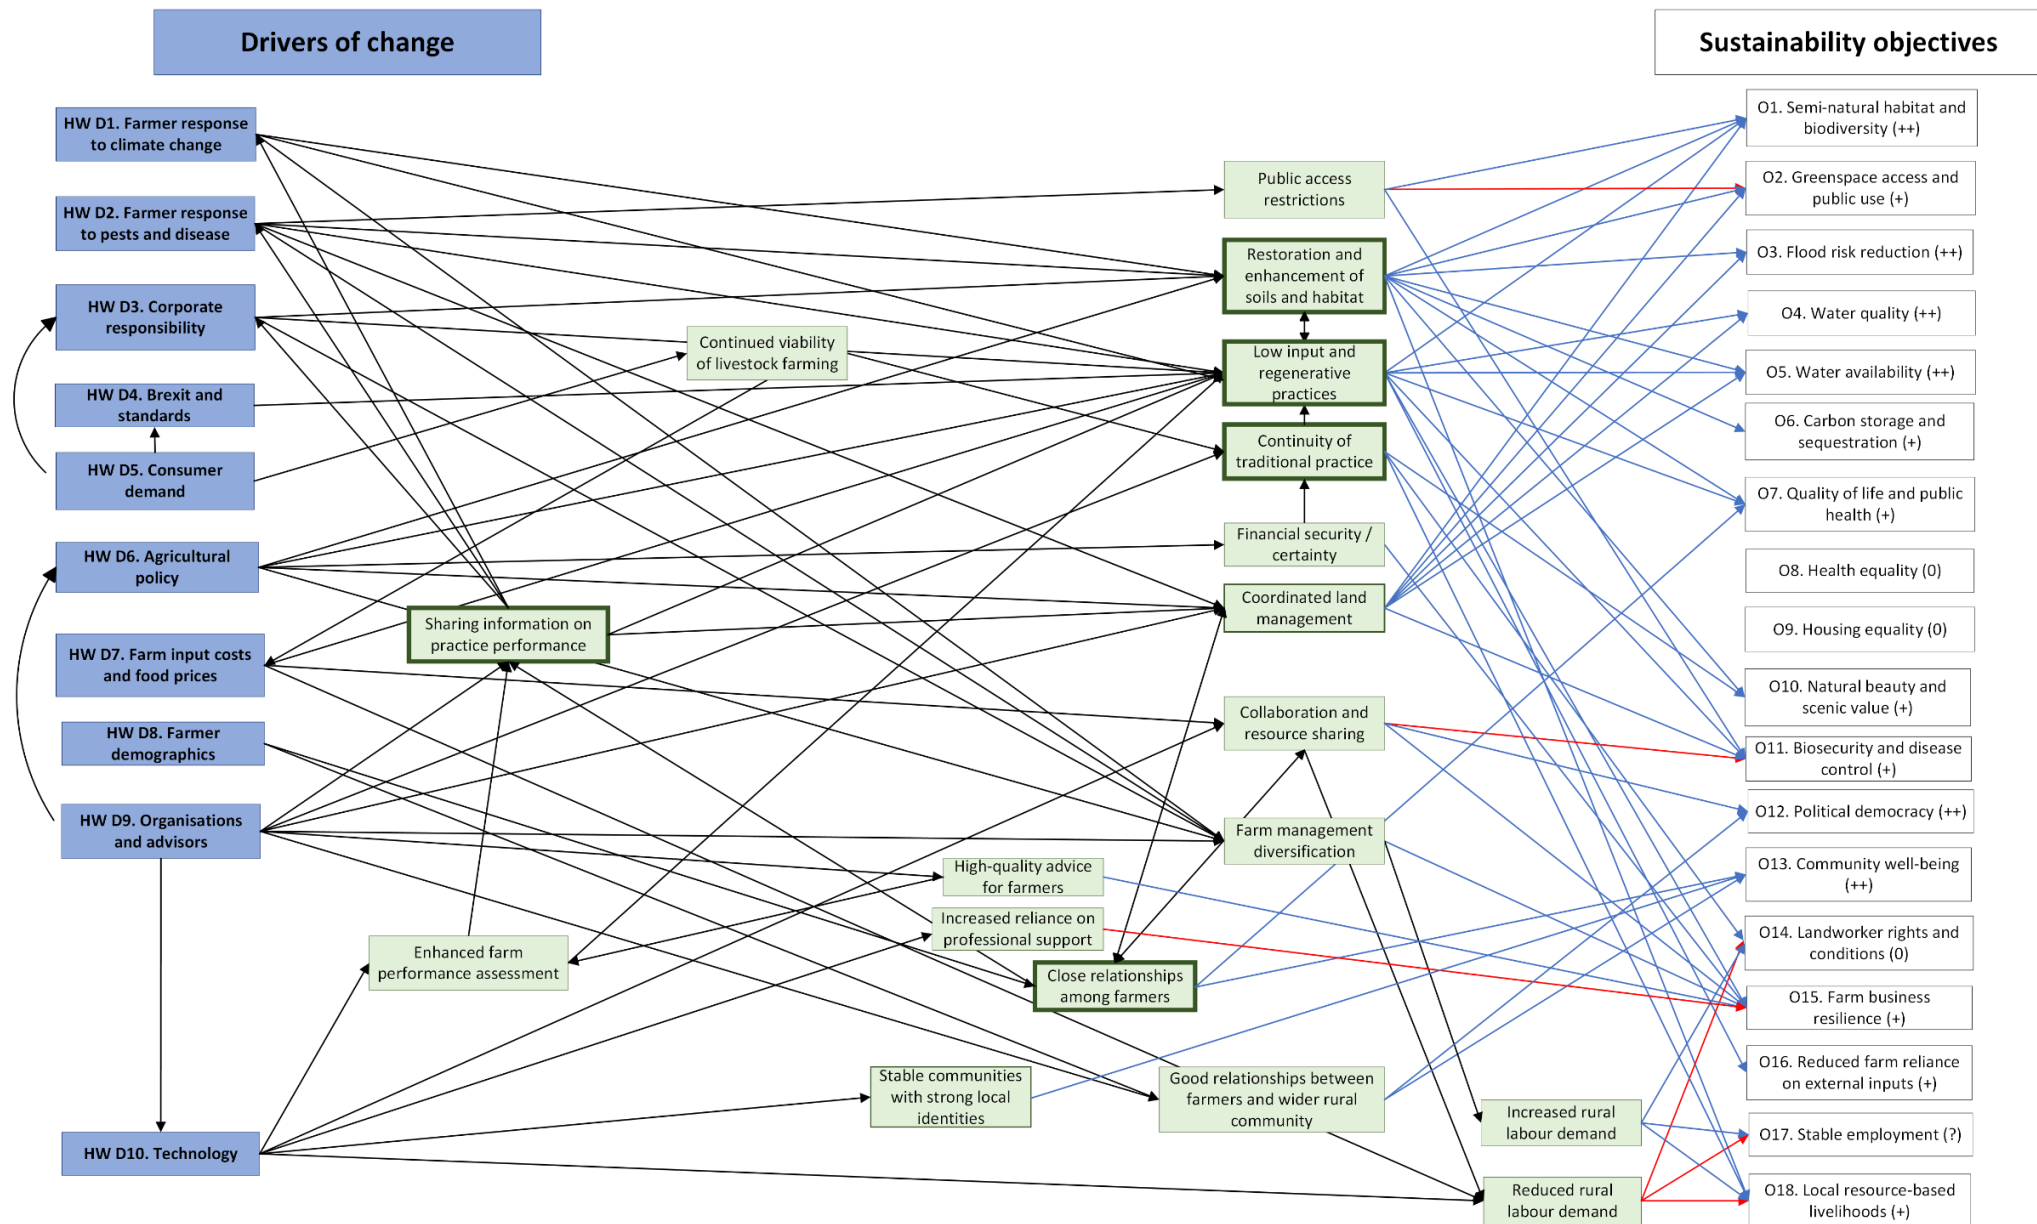 Drivers of change
Sustainability objectives
HW D1. Farmer response
to climate change
HW D2. Farmer response
to pests and disease
HW D3. Corporate
responsibility
HW D4. Brexit and
standards
HW D5. Consumer
demand
HW D6. Agricultural
policy
HW D7. Farm input costs
and food prices
HW D8. Farmer
demographics
HW D9. Organisations
and advisors
HW D10. Technology
Continued viability
of livestock farming
Sharing information on
practice performance
Enhanced farm
performance assessment
High-quality advice
for farmers
Increased reliance on
professional support
Close relationships
among farmers
Stable communities
with strong local
identities
Public access
restrictions
Restoration and
enhancement of
soils and habitat
Low input and
regenerative
practices
Continuity of
traditional practice
Financial security /
certainty
Coordinated land
management
Collaboration and
resource sharing
Farm management
diversification
Good relationships between
farmers and wider rural
community
Increased rural
labour demand
Reduced rural
labour demand
O1. Semi-natural habitat and
biodiversity (++)
O2. Greenspace access and
public use (+)
O3. Flood risk reduction (++)
O4. Water quality (++)
O5. Water availability (++)
O6. Carbon storage and
sequestration (+)
O7. Quality of life and public
health (+)
O8. Health equality (0)
O9. Housing equality (0)
O10. Natural beauty and
scenic value (+)
O11. Biosecurity and disease
control (+)
O12. Political democracy (++)
O13. Community well-being
(++)
O14. Landworker rights and
conditions (0)
O15. Farm business
resilience (+)
O16. Reduced farm reliance
on external inputs (+)
O17. Stable employment (?)
O18. Local resource-based
livelihoods (+)